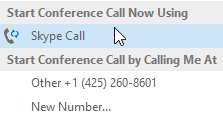 Start Conference Call Now Using
Skype Call
Start Conference Call by Calling Me At
Other +1 (425) 260-8601
New Number...